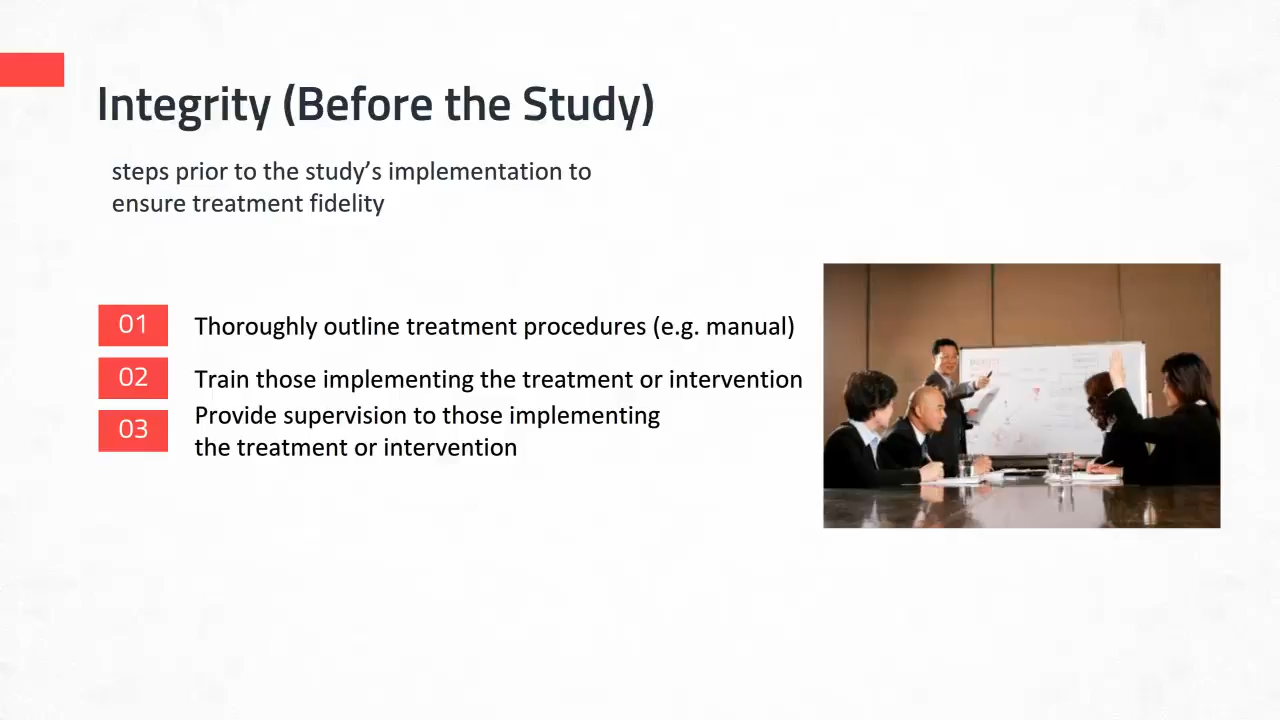 Integrity (Before the Study)
steps prior to the study’s implementation to
ensure treatment fidelity
01
Thoroughly outline treatment procedures (e.g. manual)
02
Train those implementing the treatment or intervention
03
Provide supervision to those implementing
the treatment or intervention